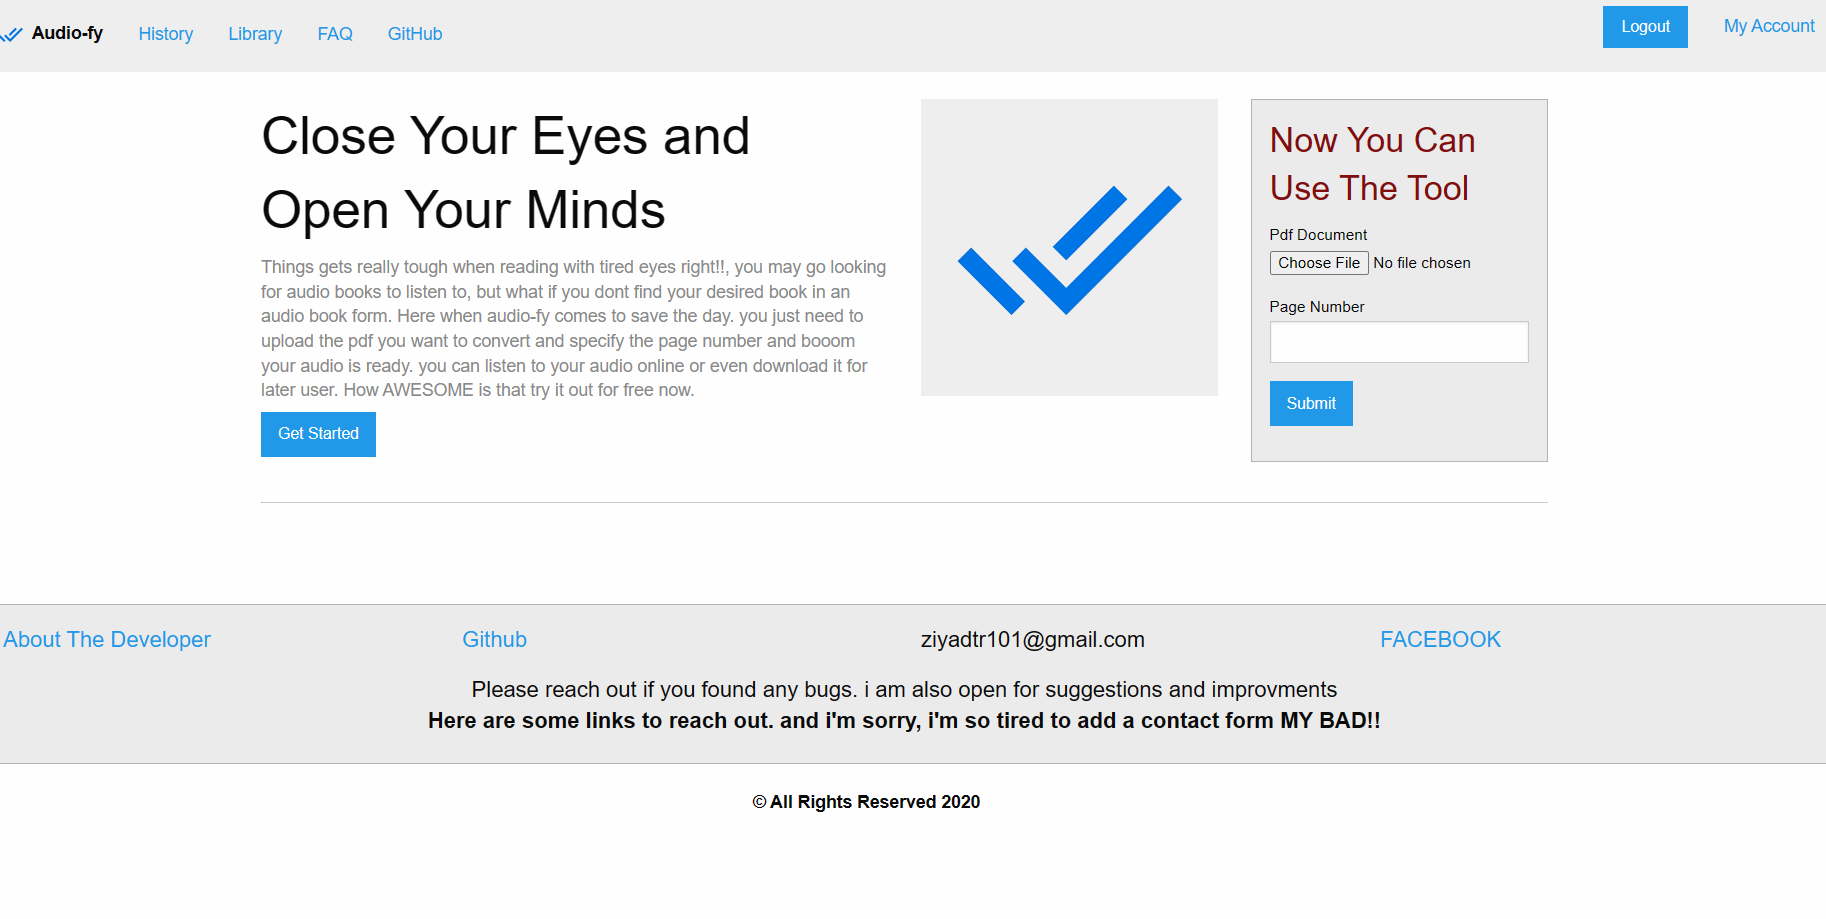 Audio-fy History Library FAQ GitHub Logout My Account
Close Your Eyes and
Open Your Minds
Things gets really tough when reading with tired eyes right!!, you may go looking
for audio books to listen to, but what if you dont find your desired book in an
audio book form. Here when audio-fy comes to save the day. you just need to
upload the pdf you want to convert and specify the page number and booom
your audio is ready. you can listen to your audio online or even download it for
later user. How AWESOME is that try it out for free now.
Get Started
Now You Can
Use The Tool
Pdf Document
Choose File No file chosen
Page Number
Submit
About The Developer Github ziyadtr101@gmail.com FACEBOOK
Please reach out if you found any bugs. i am also open for suggestions and improvments
Here are some links to reach out. and i'm sorry, i'm so tired to add a contact form MY BAD!!
© All Rights Reserved 2020